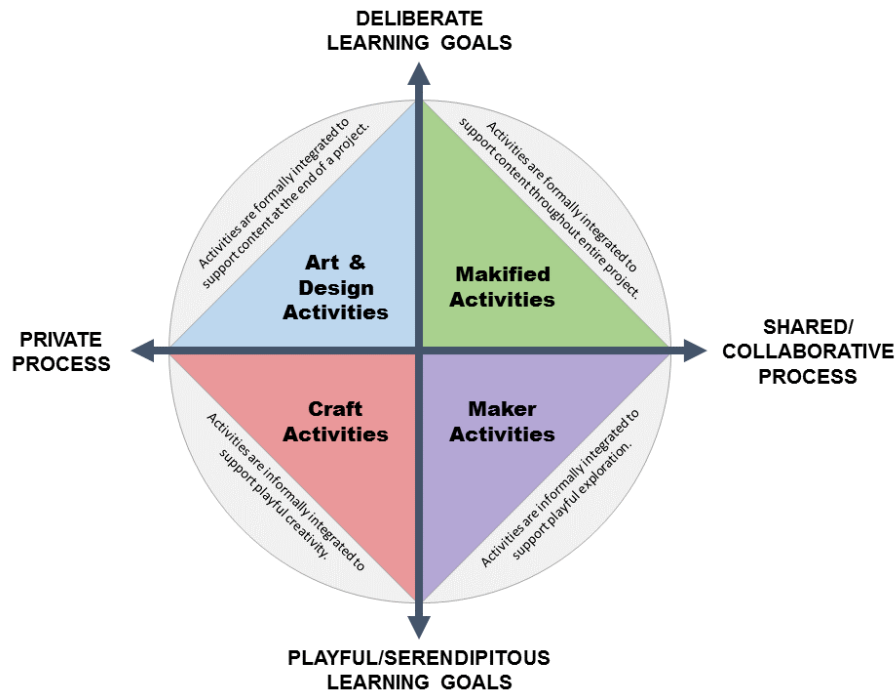 DELIBERATE
LEARNING GOALS
Activities are formally integrated to
support content at the end of a project.
Activities are formally integrated to
support content throughout entire project.
Art &
Design
Activities
Makified
Activities
PRIVATE
PROCESS
SHARED/
COLLABORATIVE
PROCESS
Craft
Activities
Maker
Activities
Activities are informally integrated to
support playful creativity.
Activities are informally integrated to
support playful exploration.
PLAYFUL/SERENDIPITOUS
LEARNING GOALS